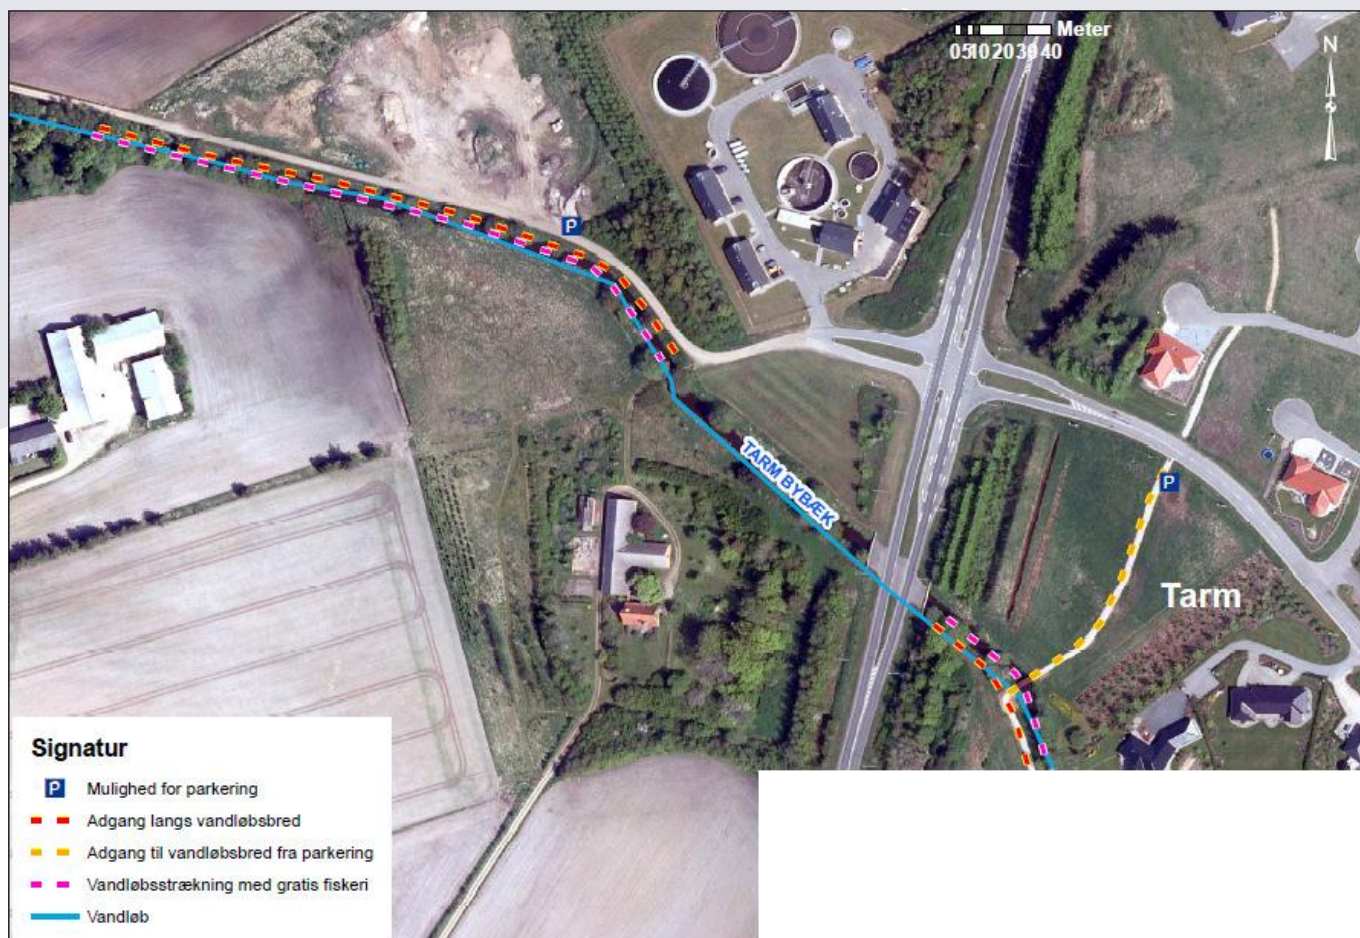 Meter
0 5 10 20 30 40
N
P
TARM BYBÆK
P
Tarm
Signatur
P Mulighed for parkering
Adgang langs vandløbsbred
Adgang til vandløbsbred fra parkering
Vandløbsstrækning med gratis fiskeri
Vandløb